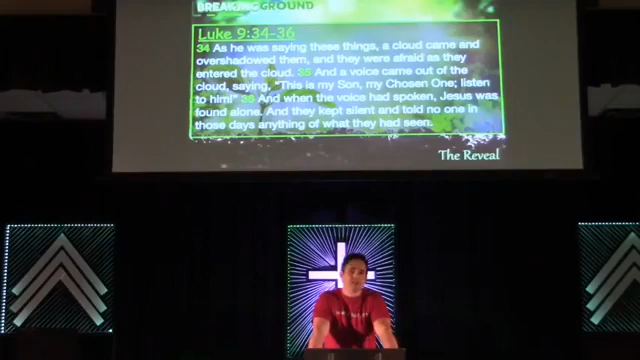 BREAKINGGROUND
Luke 9:34-36
34 As he was saying these things, a cloud came and
overshadowed them, and they were afraid as they
entered the cloud. 35 And a voice came out of the
cloud, saying, “This is my Son, my Chosen One; listen
to him!” 36 And when the voice had spoken, Jesus was
found alone. And they kept silent and told no one in
those days anything of what they had seen.
The Reveal